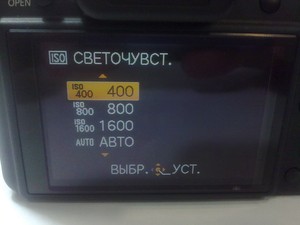 OPEN
ISO СВЕТОЧУВСТ.
ISO 400 400
ISO 800 800
ISO 1600 1600
AUTO АВТО
ВЫБР. УСТ.